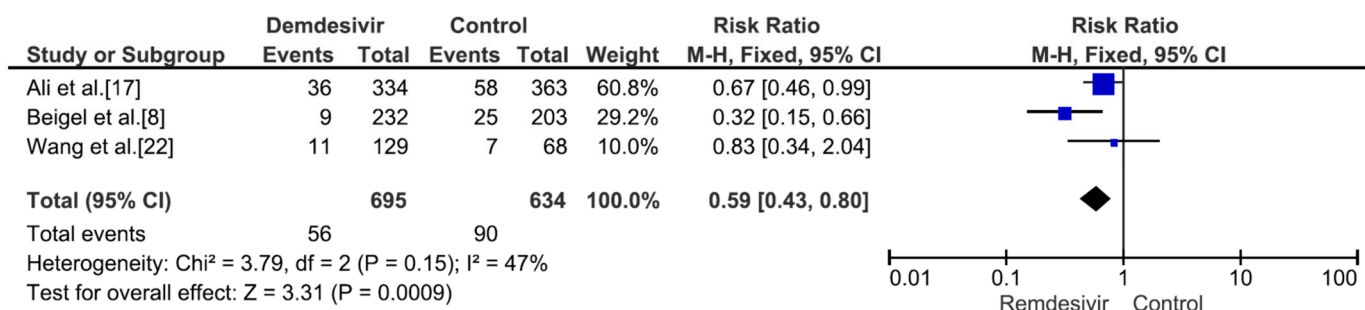 Demdesivir Control Risk Ratio Risk Ratio
Study or Subgroup Events Total Events Total Weight M-H, Fixed, 95% CI M-H, Fixed, 95% CI
Ali et al.[17] 36 334 58 363 60.8% 0.67 [0.46, 0.99]
Beigel et al.[8] 9 232 25 203 29.2% 0.32 [0.15, 0.66]
Wang et al.[22] 11 129 7 68 10.0% 0.83 [0.34, 2.04]
Total (95% CI) 695 634 100.0% 0.59 [0.43, 0.80]
Total events 56 90
Heterogeneity: Chi² = 3.79, df = 2 (P = 0.15); I² = 47%
Test for overall effect: Z = 3.31 (P = 0.0009)
0.01 0.1 1 10 100
Remdesivir Control